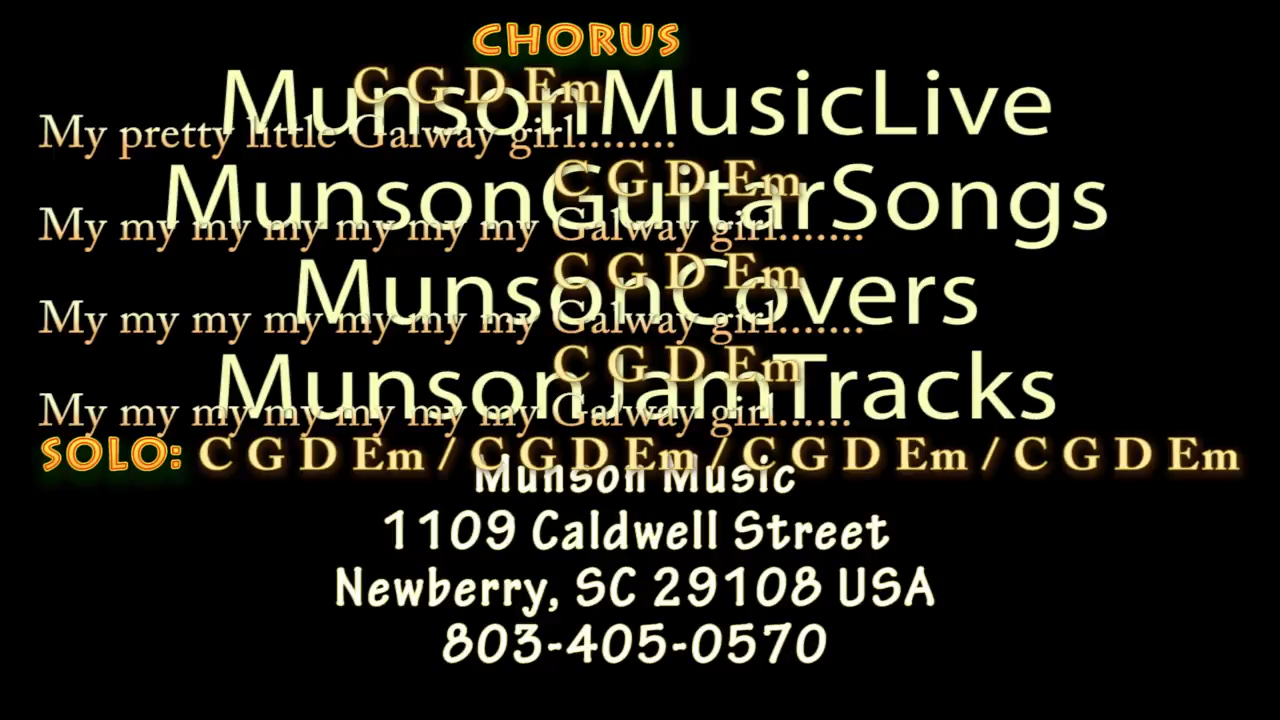 CHORUS
C G D Em
MunsonMusicLive
My pretty little Galway girl........
C G D Em
MunsonGuitarSongs
My my my my my my my Galway girl.......
C G D Em
MunsonCovers
My my my my my my my Galway girl.......
C G D Em
MunsonJamTracks
My my my my my my my Galway girl......
SOLO: C G D Em / C G D Em / C G D Em / C G D Em
Munson Music
1109 Caldwell Street
Newberry, SC 29108 USA
803-405-0570